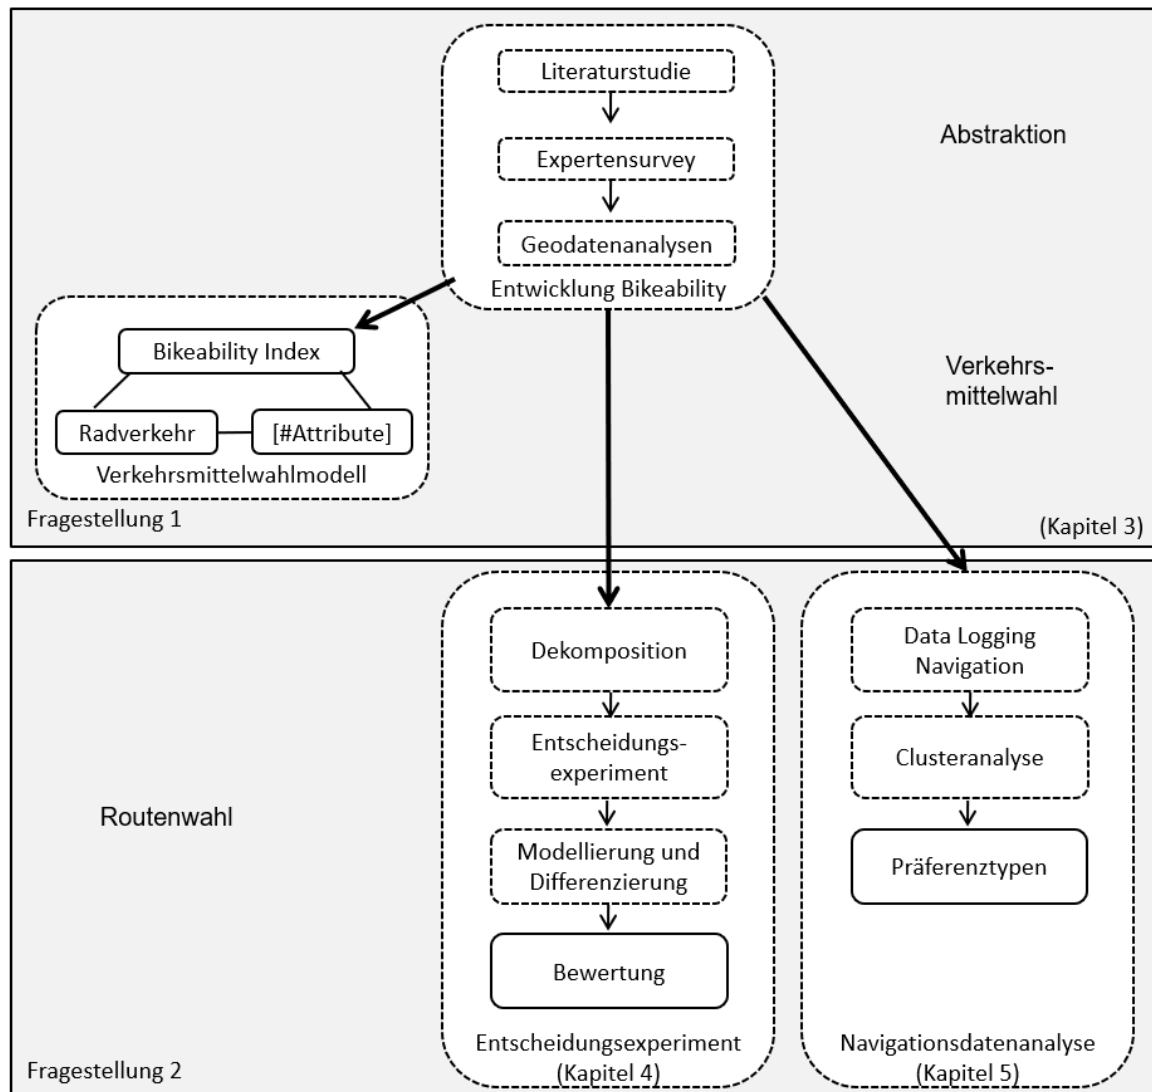 Literaturstudie
Expertensurvey
Geodatenanalysen
Entwicklung Bikeability
Abstraktion
Bikeability Index
Radverkehr
[#Attribute]
Verkehrsmittelwahlmodell
Verkehrs-
mittelwahl
Fragestellung 1
(Kapitel 3)
Routenwahl
Dekomposition
Entscheidungs-
experiment
Modellierung und
Differenzierung
Bewertung
Entscheidungsexperiment
(Kapitel 4)
Data Logging
Navigation
Clusteranalyse
Präferenztypen
Navigationsdatenanalyse
(Kapitel 5)
Fragestellung 2